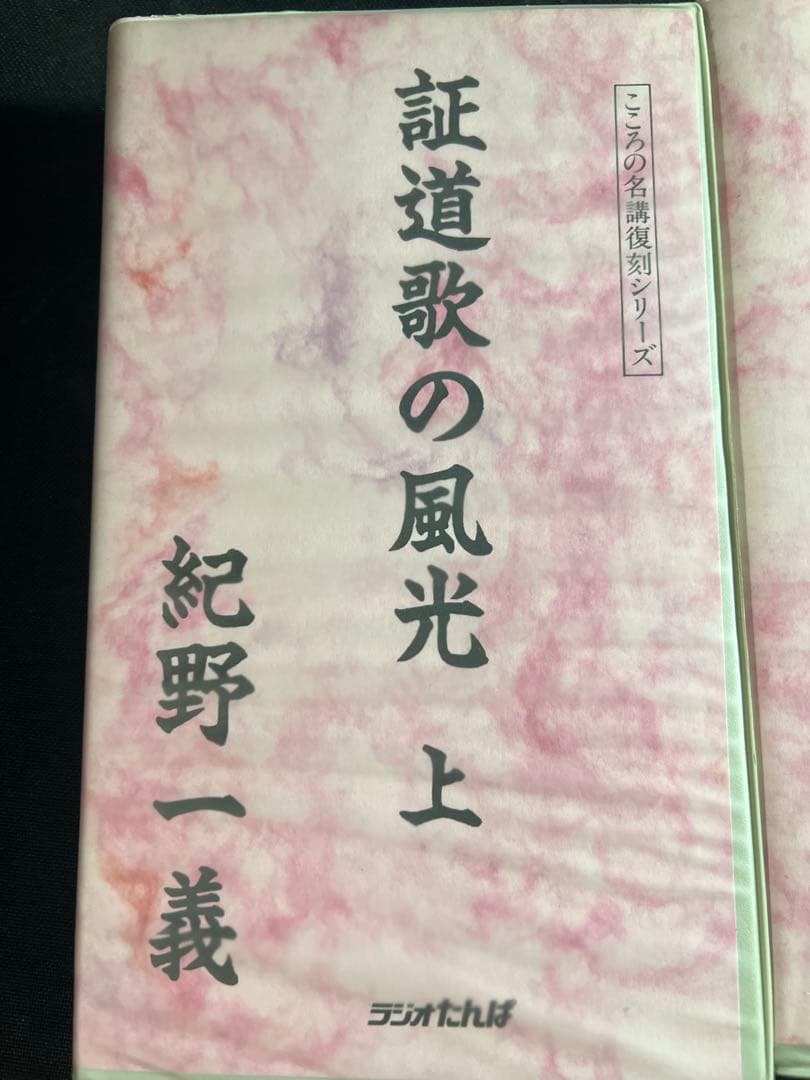 こころの名講復刻シリーズ
証道歌の風光 上
紀野一義
ラジオたんぱ